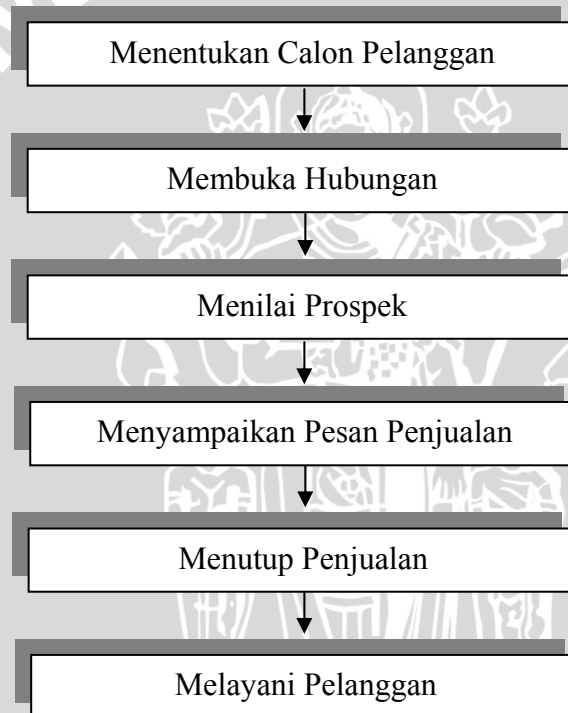 Menentukan Calon Pelanggan
Membuka Hubungan
Menilai Prospek
Menyampaikan Pesan Penjualan
Menutup Penjualan
Melayani Pelanggan